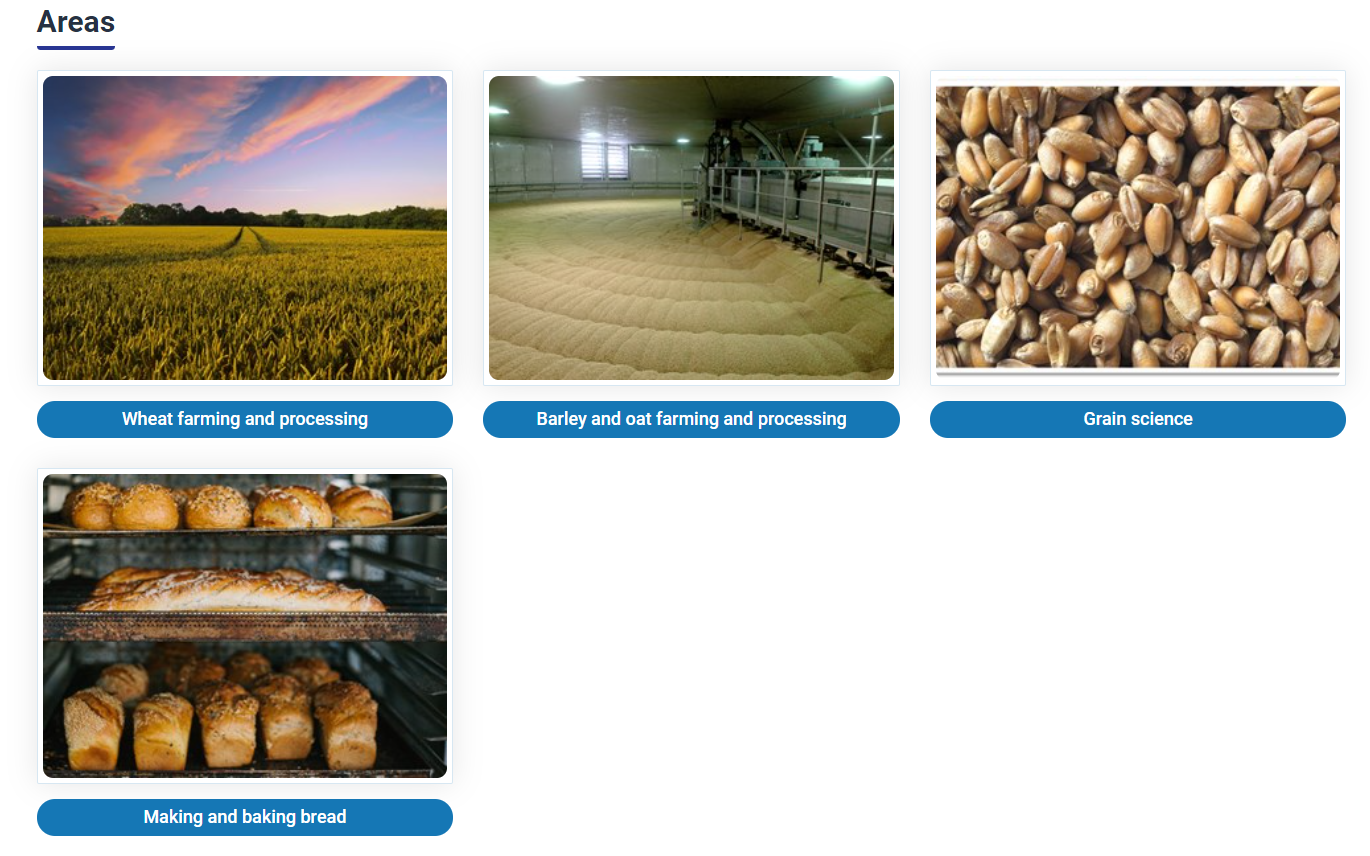 Areas
Wheat farming and processing
Barley and oat farming and processing
Grain science
Making and baking bread